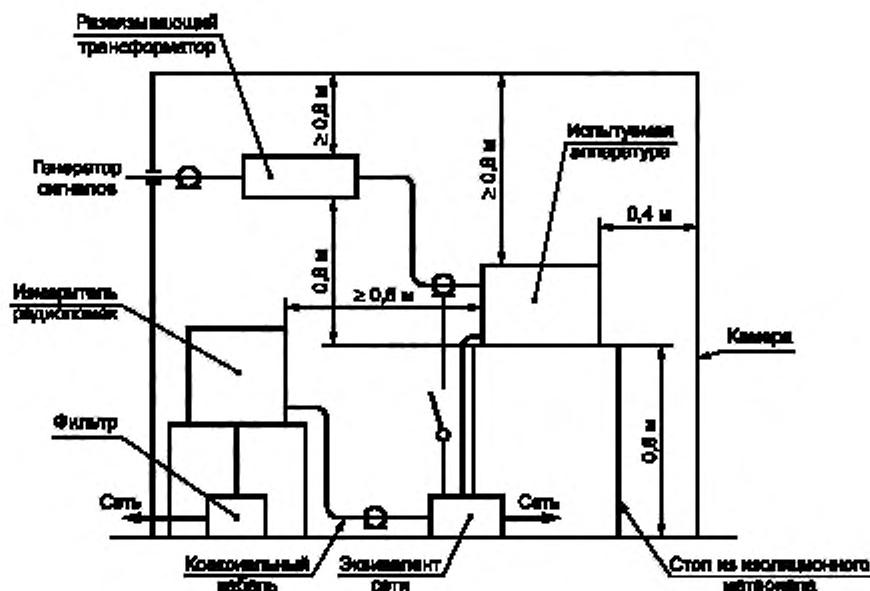 Развязывающий
трансформатор
≥ 0,8 м
≥ 0,8 м
Испытуемая
аппаратура
Генератор
сигналов
0,4 м
0,8 м
Измеритель
радиопомех
≥ 0,8 м
Камера
Фильтр
0,8 м
Сеть
Сеть
Коаксиальный
кабель
Эквивалент
сети
Стол из изоляционного
материала